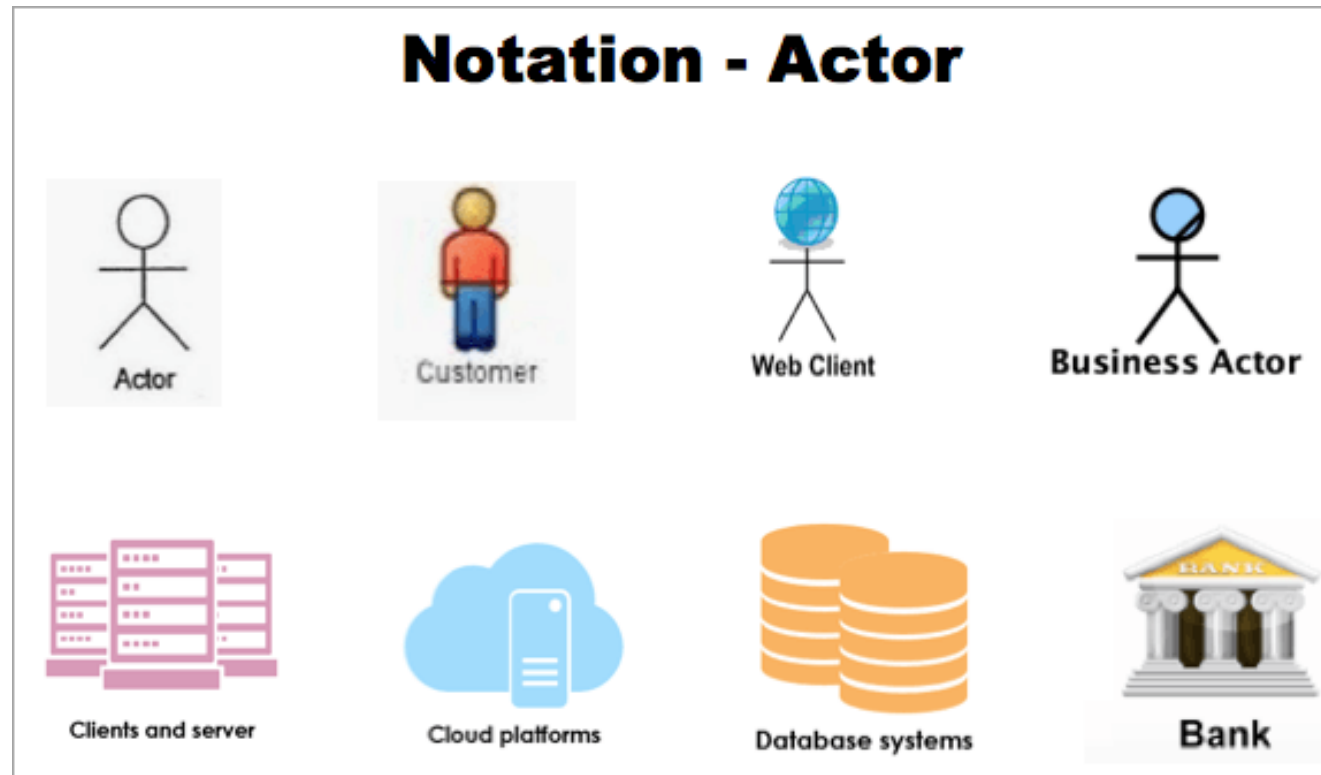 Notation - Actor
Actor
Customer
Web Client
Business Actor
BANK
Clients and server
Cloud platforms
Database systems
Bank